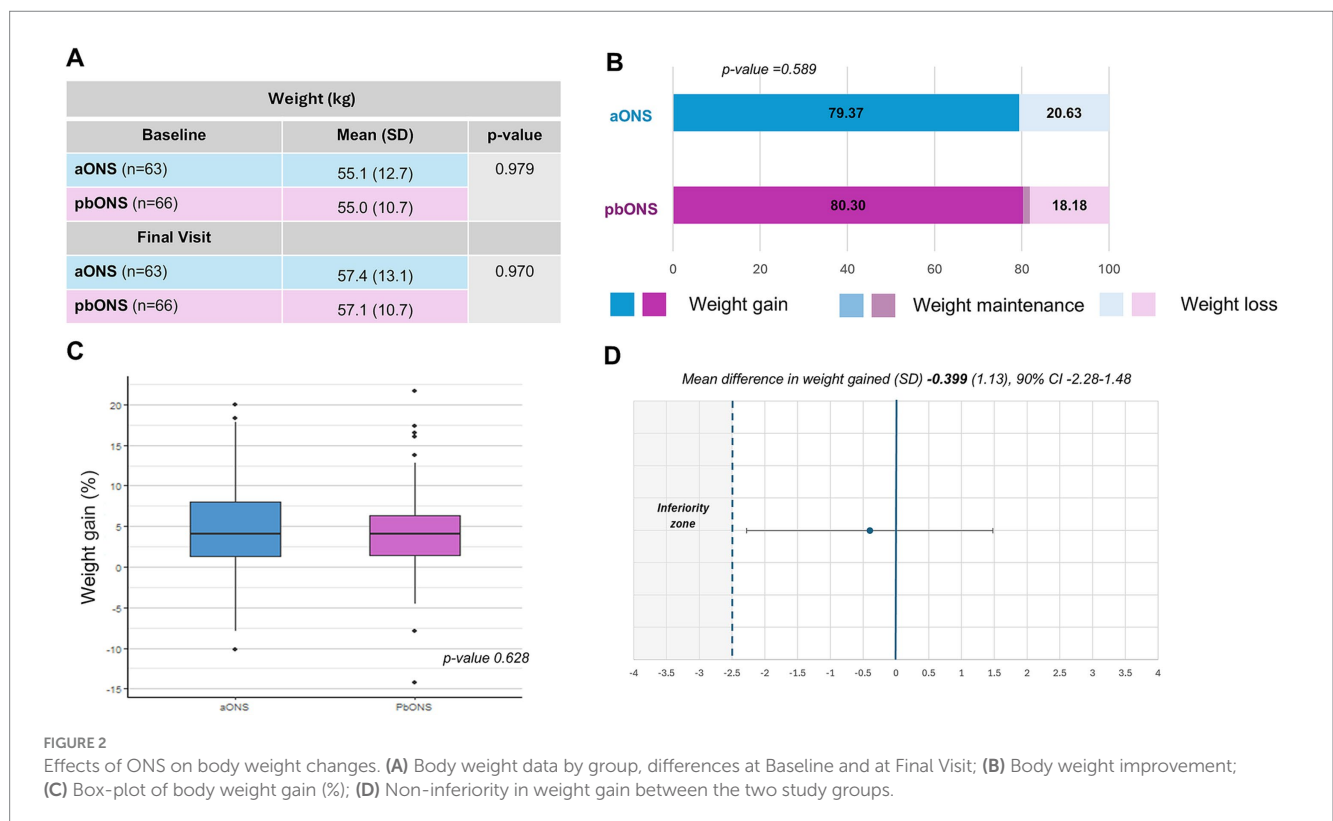 A
Weight (kg)
Baseline Mean (SD) p-value
aONS (n=63) 55.1 (12.7) 0.979
pbONS (n=66) 55.0 (10.7)
Final Visit
aONS (n=63) 57.4 (13.1) 0.970
pbONS (n=66) 57.1 (10.7)
B
p-value =0.589
aONS 79.37 20.63
pbONS 80.30 18.18
0 20 40 60 80 100
Weight gain Weight maintenance Weight loss
C
Weight gain (%)
20
15
10
5
0
-5
-10
-15
p-value 0.628
aONS PbONS
D
Mean difference in weight gained (SD) -0.399 (1.13), 90% CI -2.28-1.48
Inferiority
zone
-4 -3.5 -3 -2.5 -2 -1.5 -1 -0.5 0 0.5 1 1.5 2 2.5 3 3.5 4
FIGURE 2
Effects of ONS on body weight changes. (A) Body weight data by group, differences at Baseline and at Final Visit; (B) Body weight improvement;
(C) Box-plot of body weight gain (%); (D) Non-inferiority in weight gain between the two study groups.